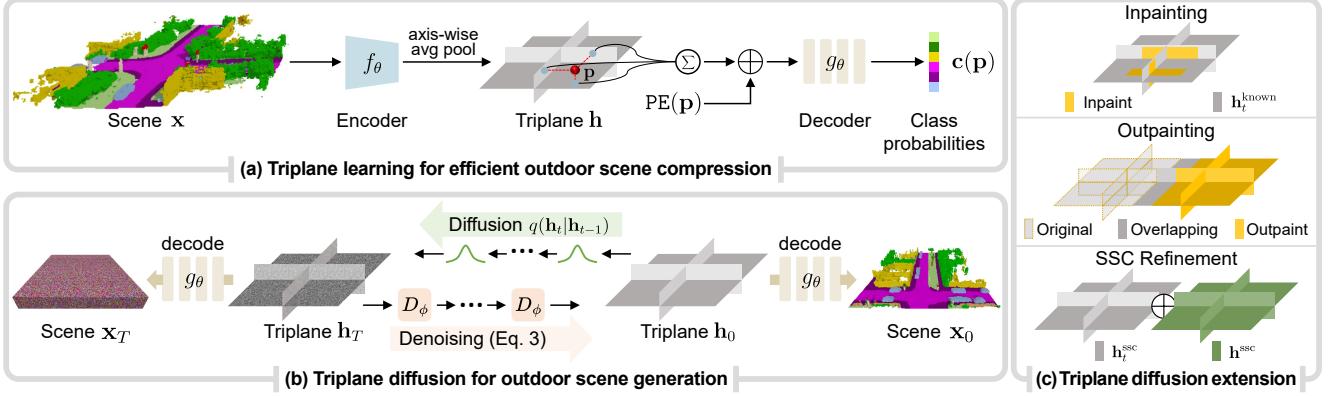 axis-wise
avg pool
f_θ
p
Σ
g_θ
c(p)
PE(p)
Scene x
Encoder
Triplane h
Decoder
Class
probabilities
(a) Triplane learning for efficient outdoor scene compression
Diffusion q(h_t|h_{t−1})
decode
decode
g_θ
g_θ
D_ϕ
D_ϕ
Scene x_T
Triplane h_T
Denoising (Eq. 3)
Triplane h_0
Scene x_0
(b) Triplane diffusion for outdoor scene generation
Inpainting
Inpaint
h_t^known
Outpainting
Original
Overlapping
Outpaint
SSC Refinement
h_t^ssc
h^ssc
(c) Triplane diffusion extension